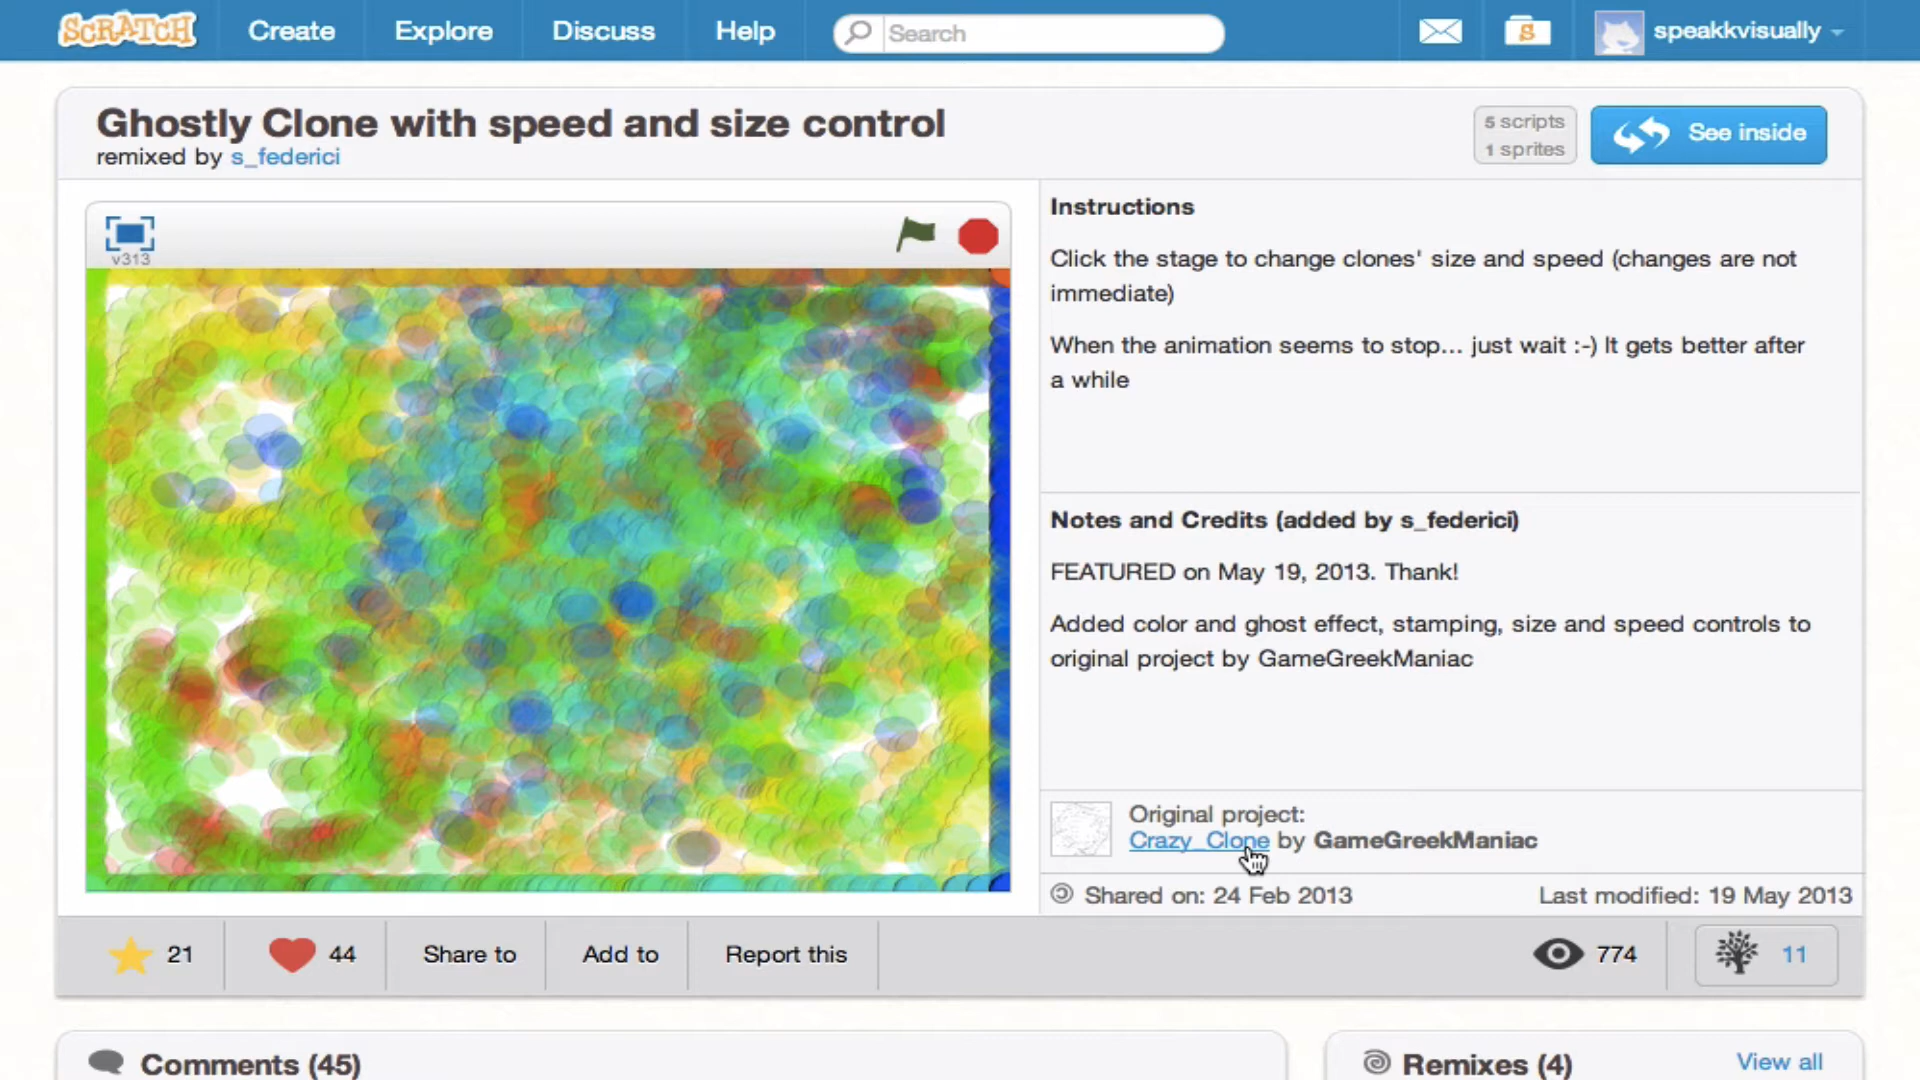 SCRATCH Create Explore Discuss Help Search S speakkvisually
Ghostly Clone with speed and size control
remixed by s_federici
5 scripts
1 sprites
See inside
v313
Instructions
Click the stage to change clones' size and speed (changes are not
immediate)
When the animation seems to stop... just wait :-) It gets better after
a while
Notes and Credits (added by s_federici)
FEATURED on May 19, 2013. Thank!
Added color and ghost effect, stamping, size and speed controls to
original project by GameGreekManiac
Original project:
Crazy_Clone by GameGreekManiac
Shared on: 24 Feb 2013 Last modified: 19 May 2013
21 44 Share to Add to Report this 774 11
Comments (45)
Remixes (4) View all